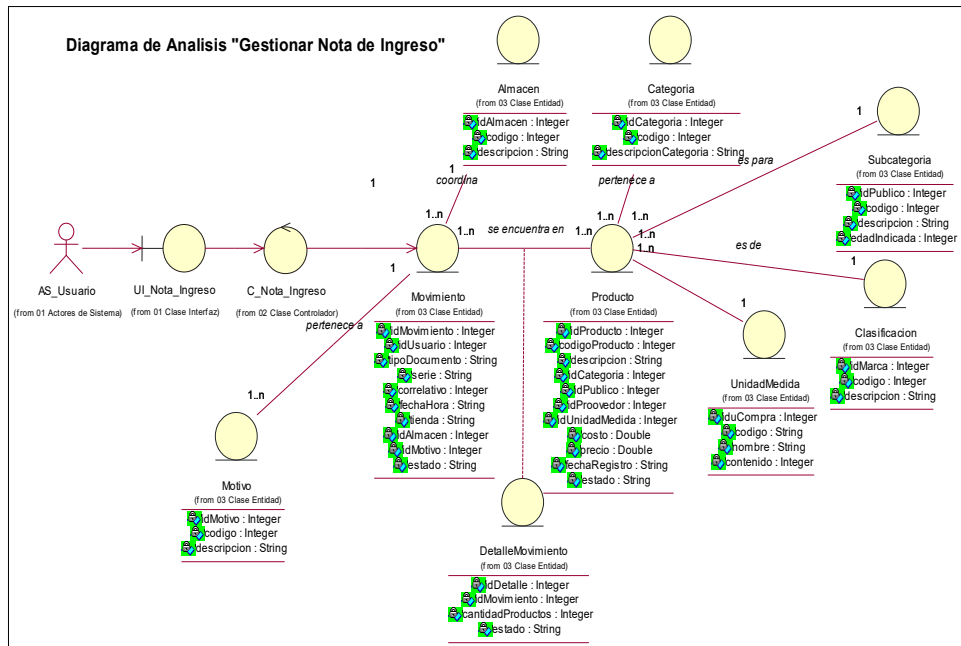 Diagrama de Analisis "Gestionar Nota de Ingreso"
Almacen
(from 03 Clase Entidad)
idAlmacen : Integer
codigo : Integer
descripcion : String
Categoria
(from 03 Clase Entidad)
idCategoria : Integer
codigo : Integer
descripcionCategoria : String
Subcategoria
(from 03 Clase Entidad)
idPublico : Integer
codigo : Integer
descripcion : String
edadIndicada : Integer
1
1
coordina
1..n
1
pertenece a
1..n
1
es para
1..n
1..n
se encuentra en
1..n
1..n
es de
1
1
AS_Usuario
(from 01 Actores de Sistema)
UI_Nota_Ingreso
(from 01 Clase Interfaz)
C_Nota_Ingreso
(from 02 Clase Controlador)
1
pertenece a
1..n
Movimiento
(from 03 Clase Entidad)
idMovimiento : Integer
idUsuario : Integer
tipoDocumento : String
serie : String
correlativo : Integer
fechaHora : String
tienda : String
idAlmacen : Integer
idMotivo : Integer
estado : String
Producto
(from 03 Clase Entidad)
idProducto : Integer
codigoProducto : Integer
descripcion : String
idCategoria : Integer
idPublico : Integer
idProovedor : Integer
idUnidadMedida : Integer
costo : Double
precio : Double
fechaRegistro : String
estado : String
Clasificacion
(from 03 Clase Entidad)
idMarca : Integer
codigo : Integer
descripcion : String
UnidadMedida
(from 03 Clase Entidad)
iduCompra : Integer
codigo : String
nombre : String
contenido : Integer
Motivo
(from 03 Clase Entidad)
idMotivo : Integer
codigo : Integer
descripcion : String
DetalleMovimiento
(from 03 Clase Entidad)
idDetalle : Integer
idMovimiento : Integer
cantidadProductos : Integer
estado : String